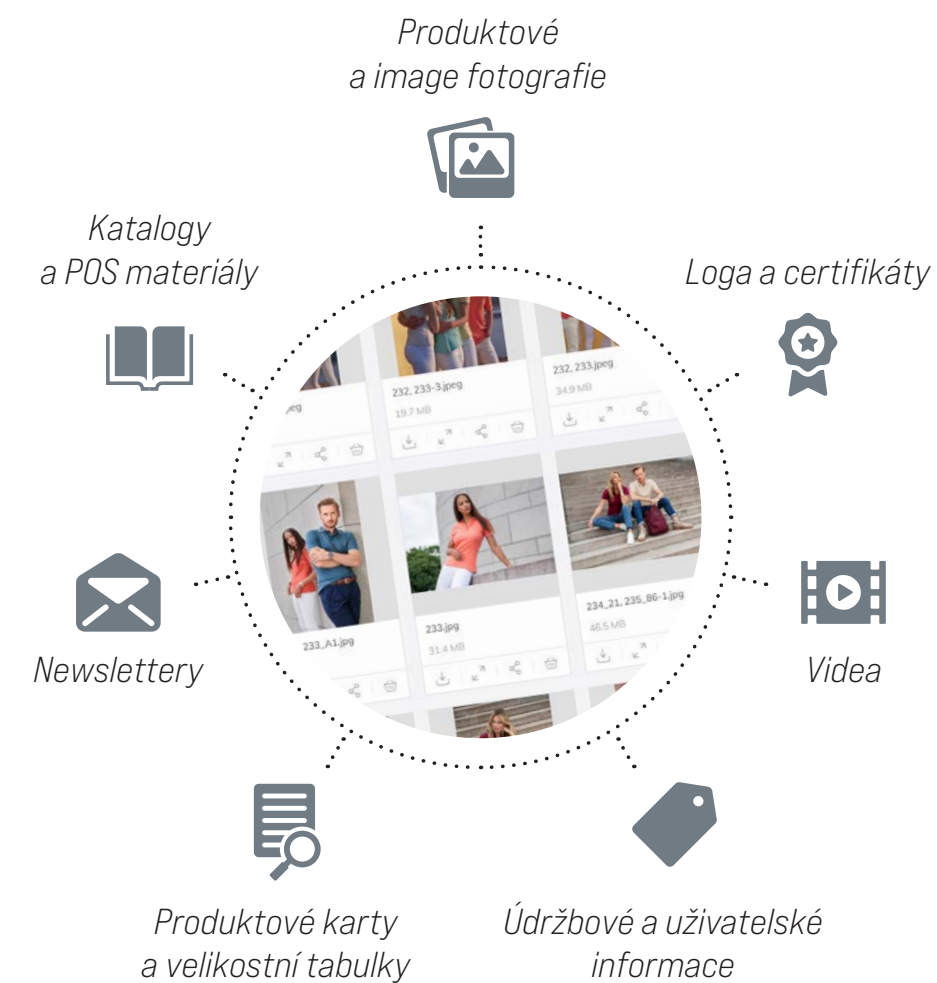 Produktové
a image fotografie
Katalogy
a POS materiály
Loga a certifikáty
232, 233-3.jpeg
19.7 MB
232, 233.jpeg
34.9 MB
233_A1.jpg
233.jpg
31.4 MB
234_21, 235_86-1.jpg
46.5 MB
Newslettery
Videa
Produktové karty
a velikostní tabulky
Údržbové a uživatelské
informace